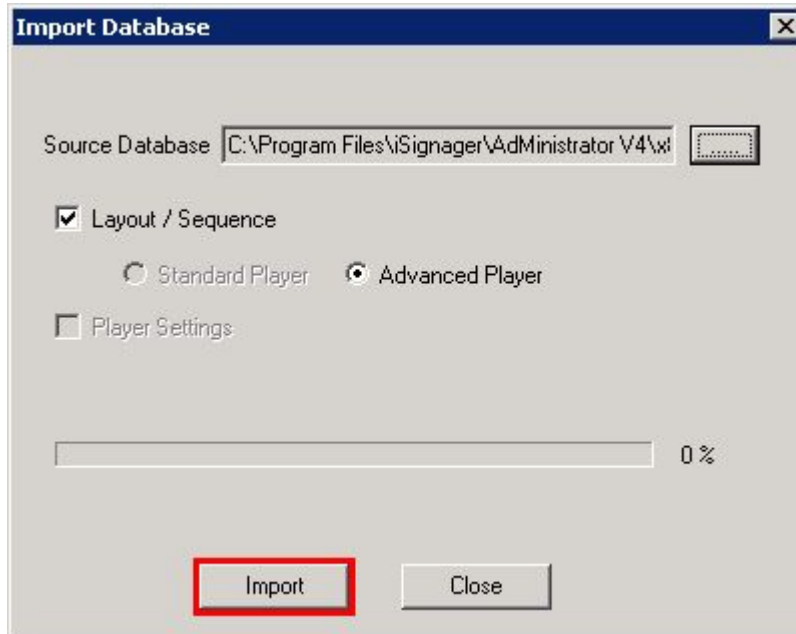 Import Database
Source Database C:\Program Files\iSignager\AdMinistrator V4\x ......
Layout / Sequence
Standard Player Advanced Player
Player Settings
0 %
Import Close